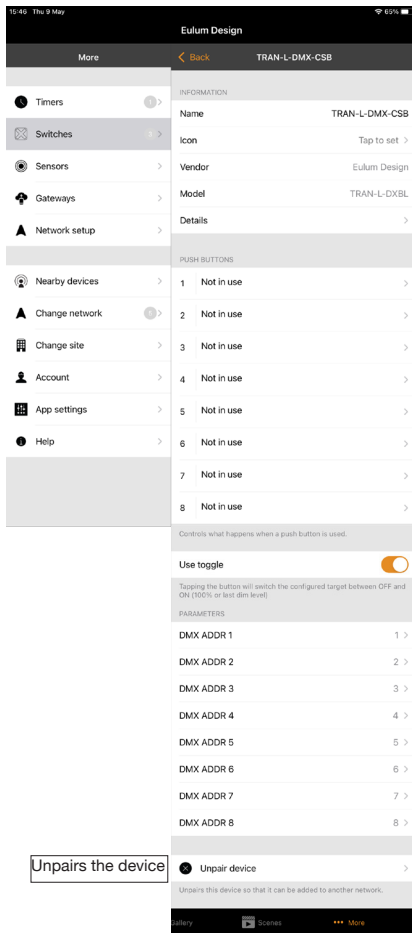 15:46 Thu 9 May
65%
Eulum Design
More
Timers 1
Switches 3
Sensors
Gateways
Network setup
Nearby devices
Change network
Change site
Account
App settings
Help
Back TRAN-L-DMX-CSB
INFORMATION
Name TRAN-L-DMX-CSB
Icon Tap to set
Vendor Eulum Design
Model TRAN-L-DXBL
Details
PUSH BUTTONS
1 Not in use
2 Not in use
3 Not in use
4 Not in use
5 Not in use
6 Not in use
7 Not in use
8 Not in use
Controls what happens when a push button is used.
Use toggle
Tapping the button will switch the configured target between OFF and
ON (100% or last dim level)
PARAMETERS
DMX ADDR 1 1
DMX ADDR 2 2
DMX ADDR 3 3
DMX ADDR 4 4
DMX ADDR 5 5
DMX ADDR 6 6
DMX ADDR 7 7
DMX ADDR 8 8
Unpairs the device
Unpair device
Unpairs this device so that it can be added to another network.
Gallery Scenes More